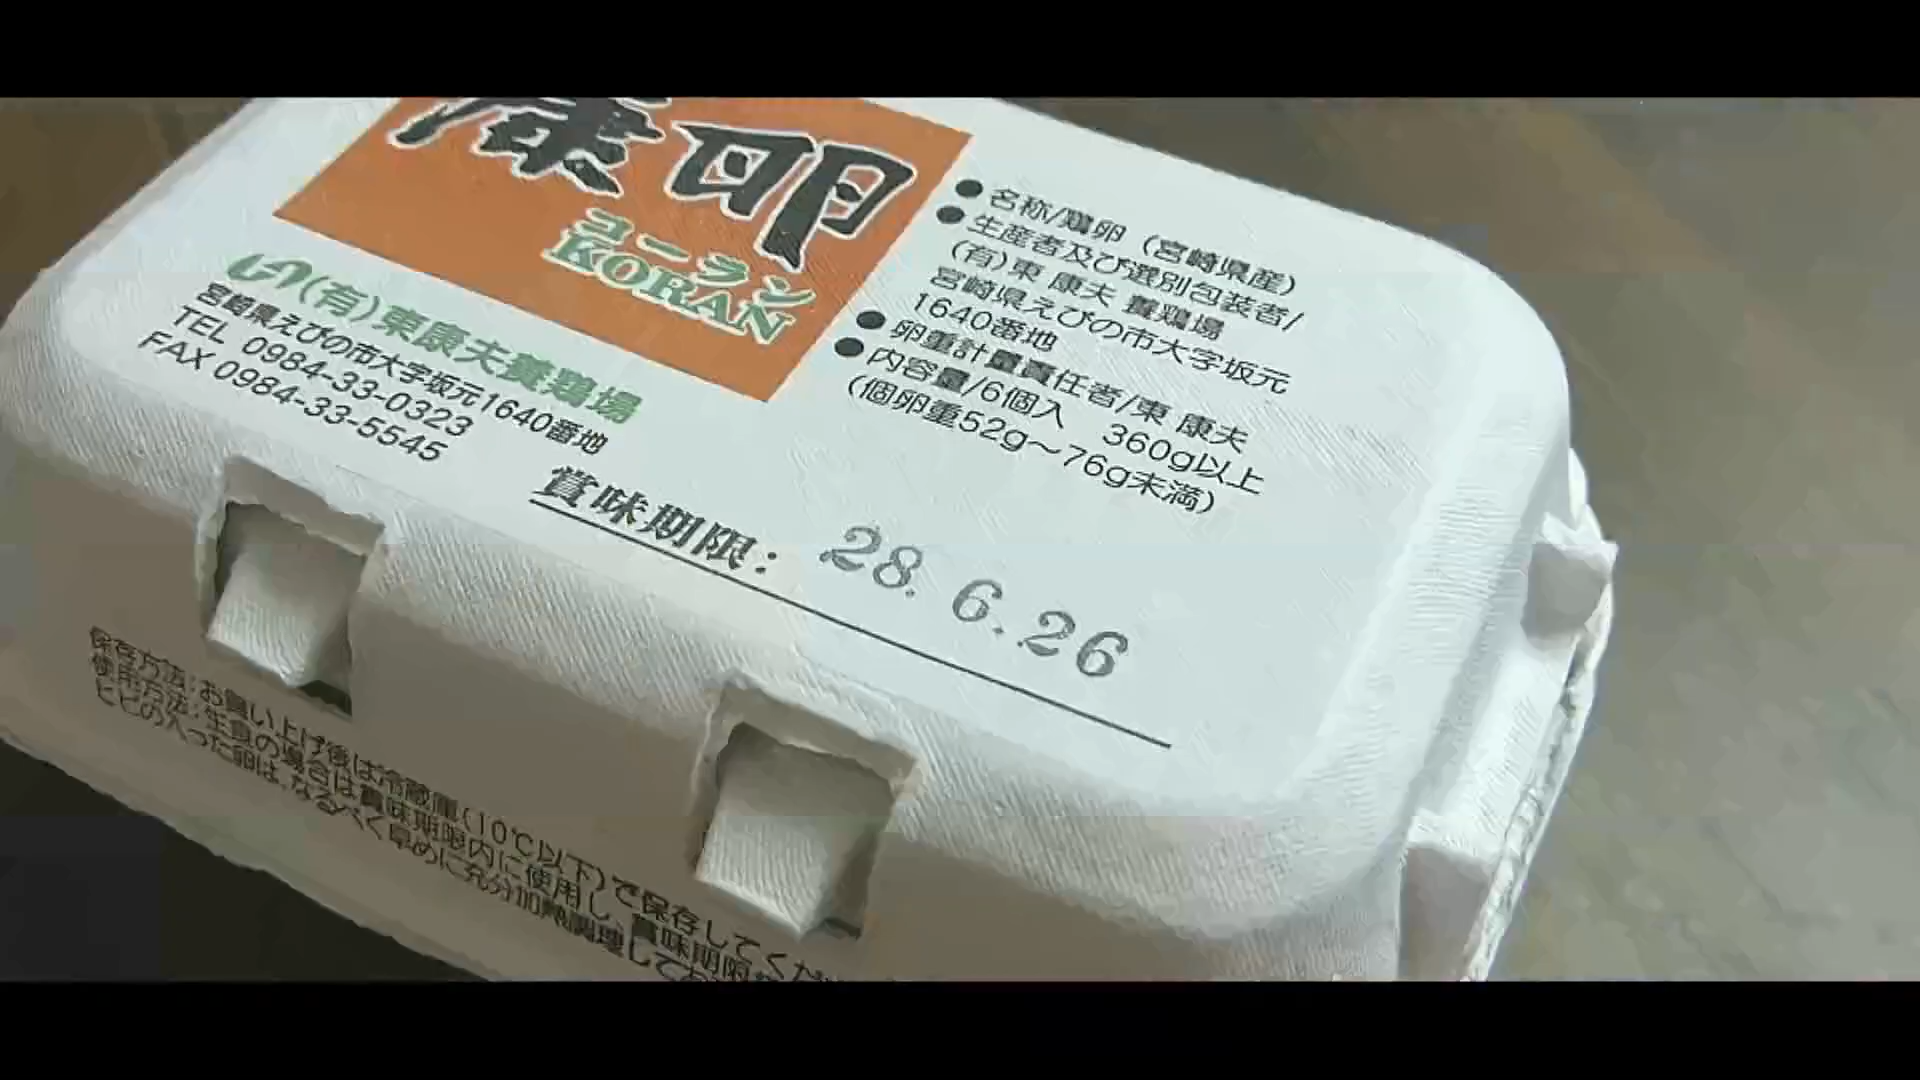 康卵
コーラン
KORAN
(有)東康夫養鶏場
宮崎県えびの市大字坂元1640番地
TEL 0984-33-0323
FAX 0984-33-5545
●名称/鶏卵(宮崎県産)
●生産者及び選別包装者/
(有)東 康夫 養鶏場
宮崎県えびの市大字坂元
1640番地
●卵重計量責任者/東 康夫
●内容量/6個入 360g以上
(個卵重52g～76g未満)
賞味期限: 28.6.26
保存方法:お買い上げ後は冷蔵庫(10℃以下)で保存してくだ
使用方法:生食の場合は賞味期限内に使用し、賞味期限
ヒビの入った卵は、なるべく早めに充分加熱調理して